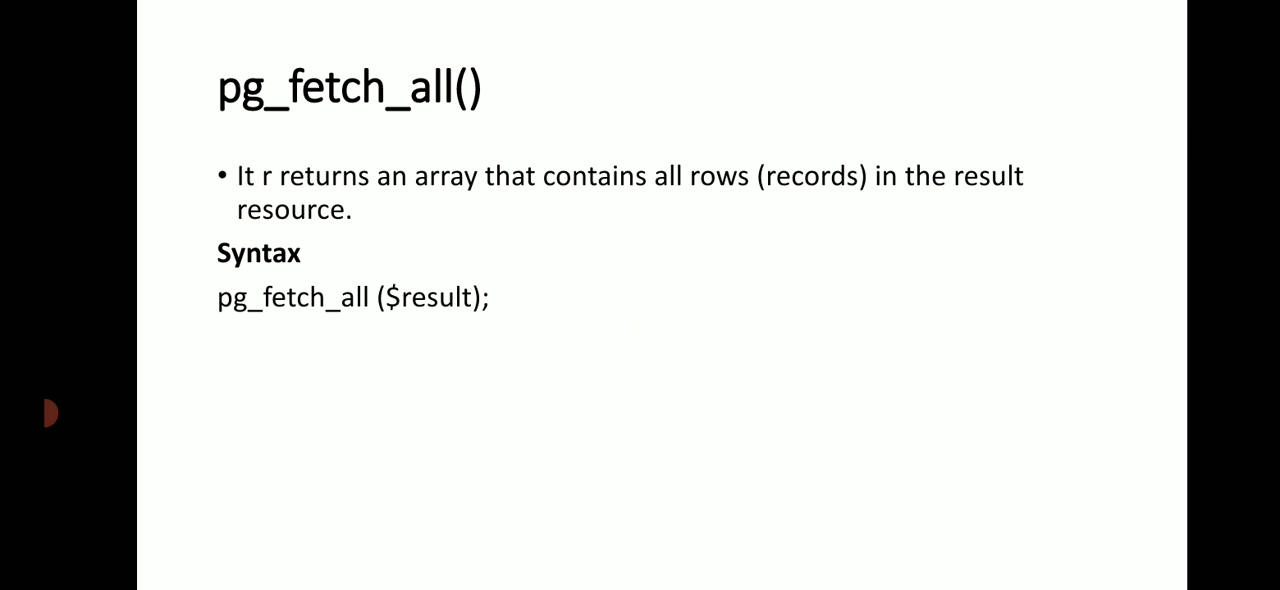 pg_fetch_all()
• It r returns an array that contains all rows (records) in the result
resource.
Syntax
pg_fetch_all ($result);